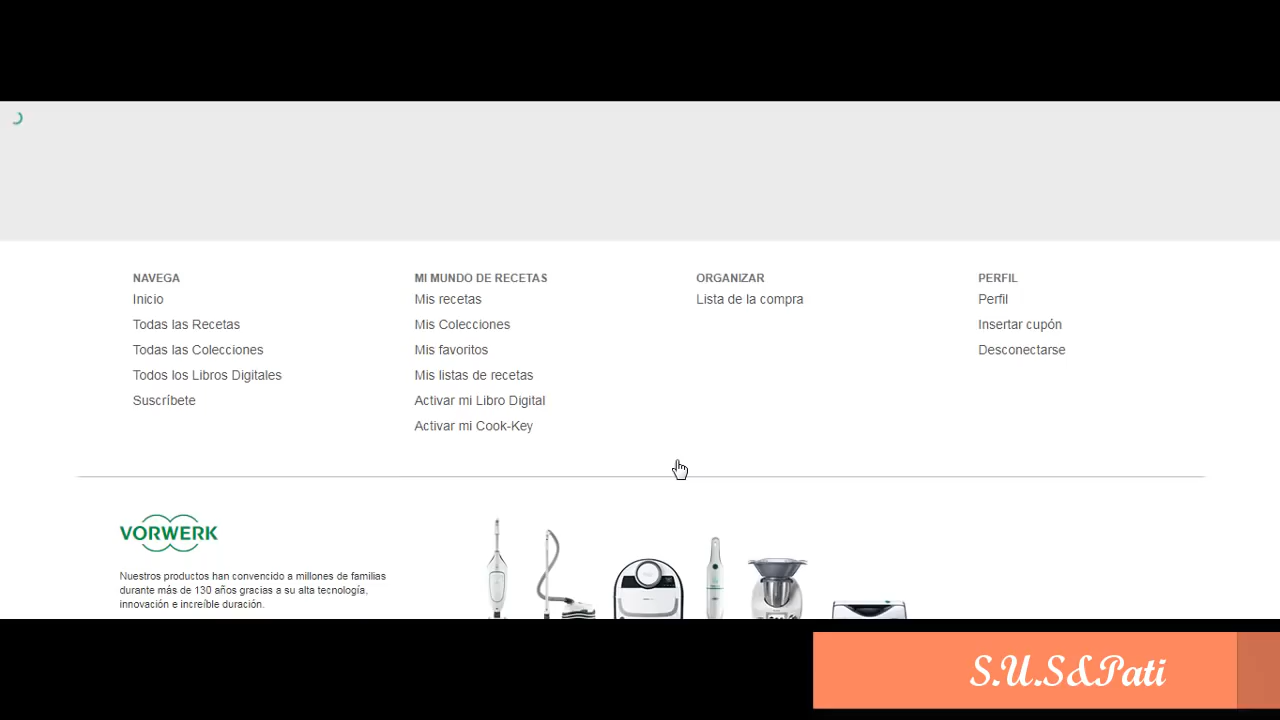 NAVEGA
Inicio
Todas las Recetas
Todas las Colecciones
Todos los Libros Digitales
Suscríbete
MI MUNDO DE RECETAS
Mis recetas
Mis Colecciones
Mis favoritos
Mis listas de recetas
Activar mi Libro Digital
Activar mi Cook-Key
ORGANIZAR
Lista de la compra
PERFIL
Perfil
Insertar cupón
Desconectarse
VORWERK
Nuestros productos han convencido a millones de familias
durante más de 130 años gracias a su alta tecnología,
innovación e increíble duración.
S.U.S&Pati